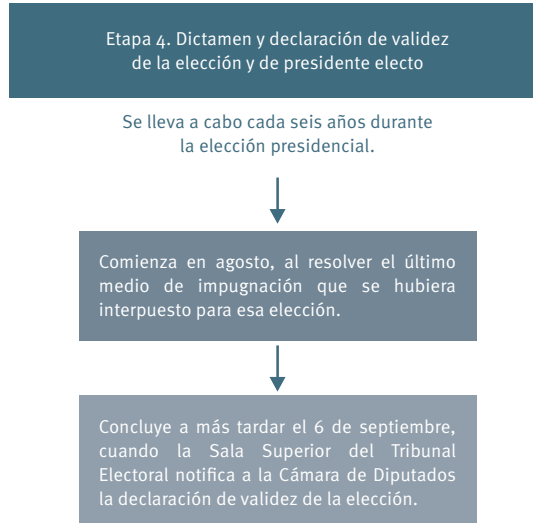 Etapa 4. Dictamen y declaración de validez
de la elección y de presidente electo
Se lleva a cabo cada seis años durante
la elección presidencial.
Comienza en agosto, al resolver el último
medio de impugnación que se hubiera
interpuesto para esa elección.
Concluye a más tardar el 6 de septiembre,
cuando la Sala Superior del Tribunal
Electoral notifica a la Cámara de Diputados
la declaración de validez de la elección.